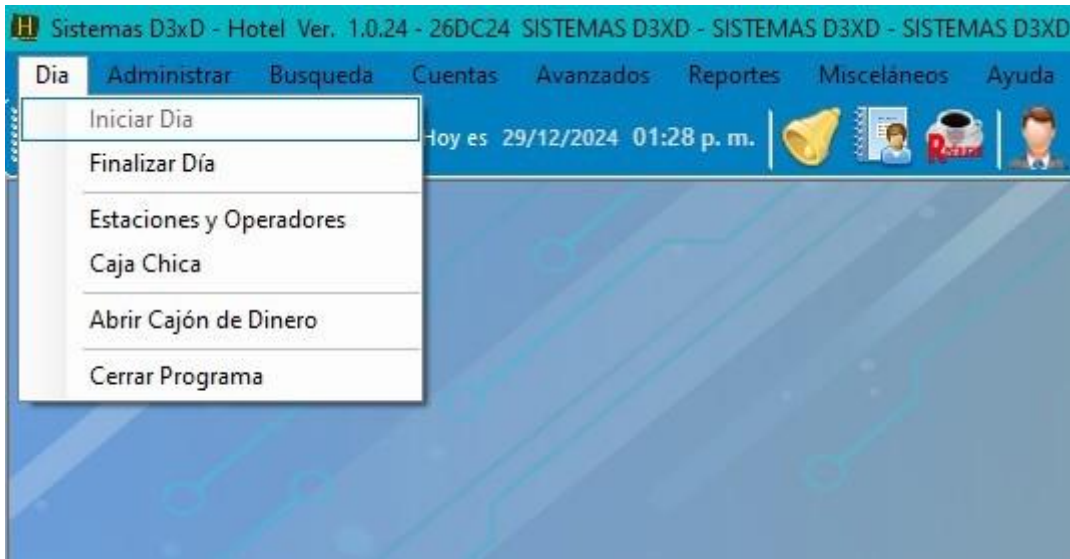 Sistemas D3xD - Hotel Ver. 1.0.24 - 26DC24 SISTEMAS D3XD - SISTEMAS D3XD - SISTEMAS D3XD
Dia Administrar Busqueda Cuentas Avanzados Reportes Misceláneos Ayuda
Iniciar Dia
Hoy es 29/12/2024 01:28 p. m.
Finalizar Día
Estaciones y Operadores
Caja Chica
Abrir Cajón de Dinero
Cerrar Programa